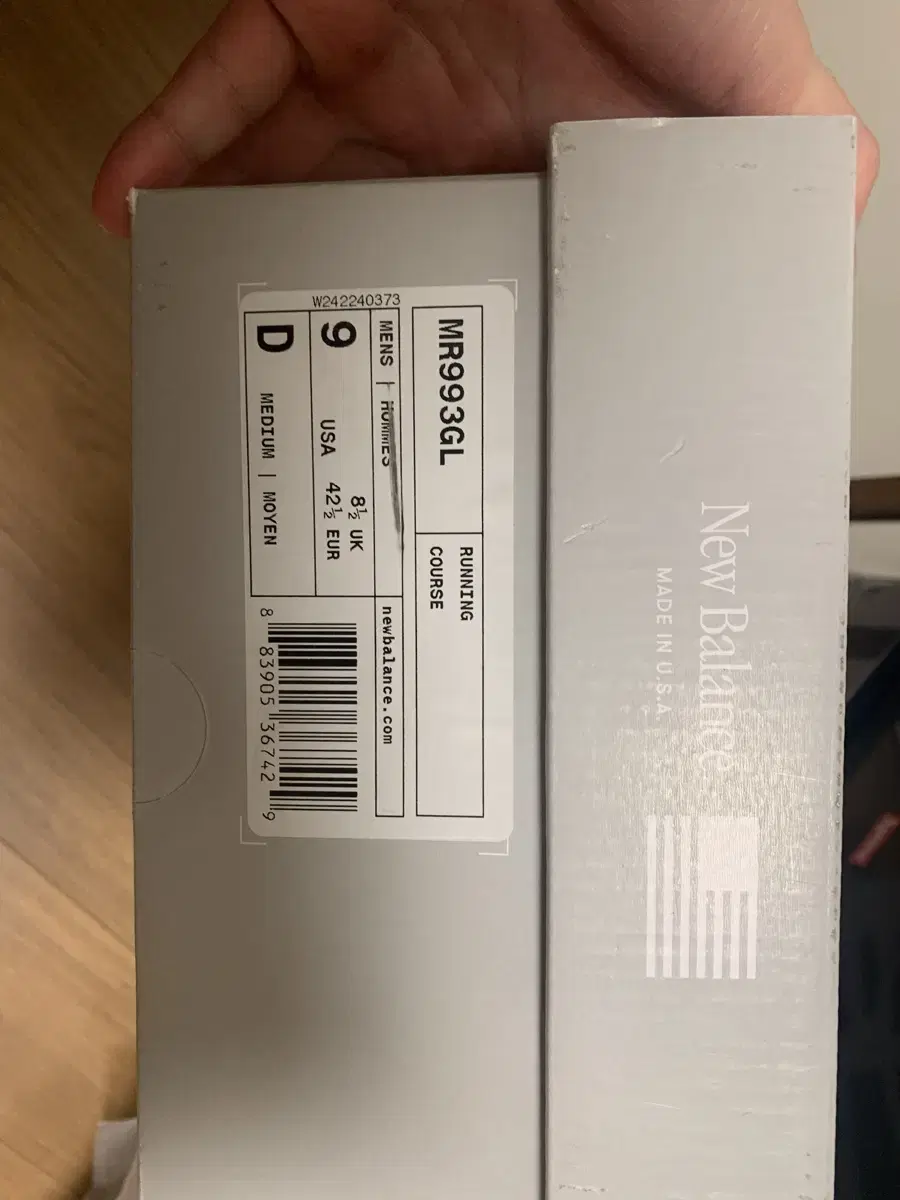 New Balance
MADE IN U.S.A.
W242240373
MR993GL
RUNNING
COURSE
MENS | HOMMES
newbalance.com
9 USA
8½ UK
42½ EUR
D MEDIUM | MOYEN
8 83905 36742 9